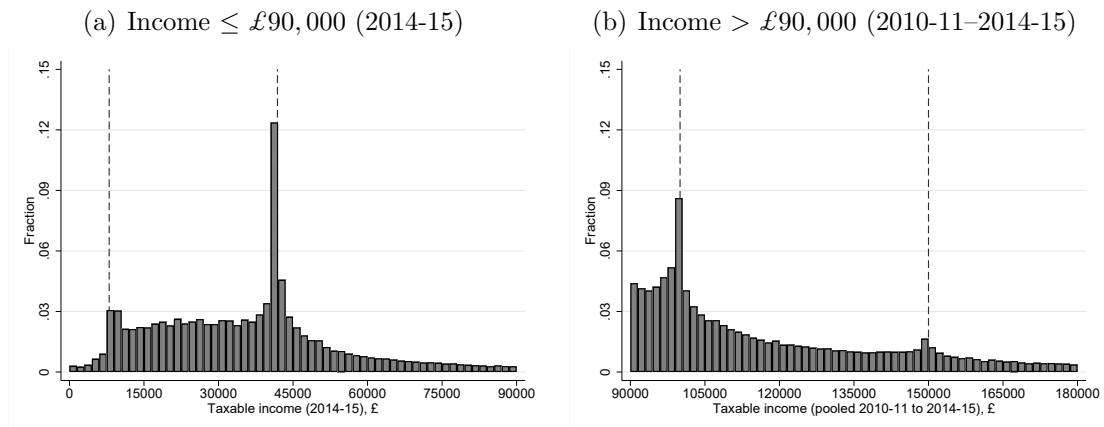 (a) Income ≤ £90,000 (2014-15)
.15
.12
.09
.06
.03
0
Fraction
0 15000 30000 45000 60000 75000 90000
Taxable income (2014-15), £
(b) Income > £90,000 (2010-11–2014-15)
.15
.12
.09
.06
.03
0
Fraction
90000 105000 120000 135000 150000 165000 180000
Taxable income (pooled 2010-11 to 2014-15), £